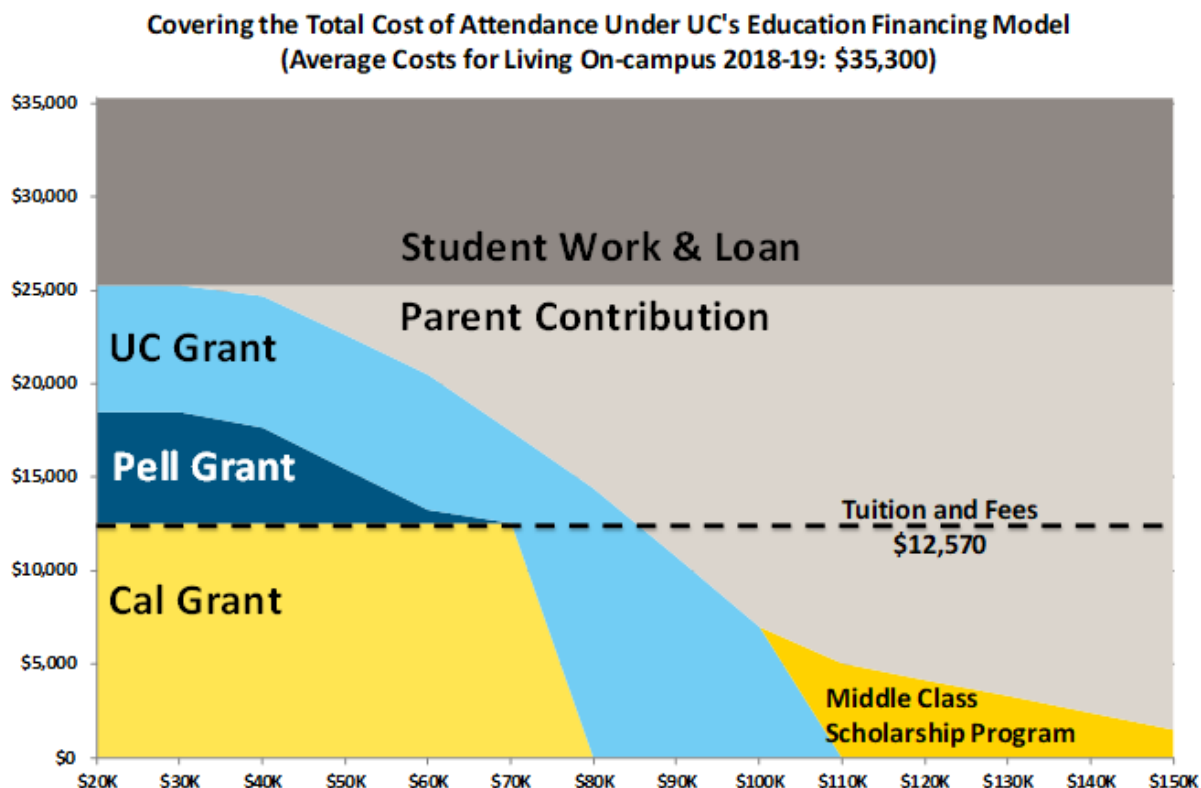 Covering the Total Cost of Attendance Under UC's Education Financing Model
(Average Costs for Living On-campus 2018-19: $35,300)
$35,000
$30,000
Student Work & Loan
$25,000
Parent Contribution
UC Grant
$20,000
Pell Grant
$15,000
Tuition and Fees
$12,570
$10,000
Cal Grant
$5,000
Middle Class
Scholarship Program
$0
$20K $30K $40K $50K $60K $70K $80K $90K $100K $110K $120K $130K $140K $150K